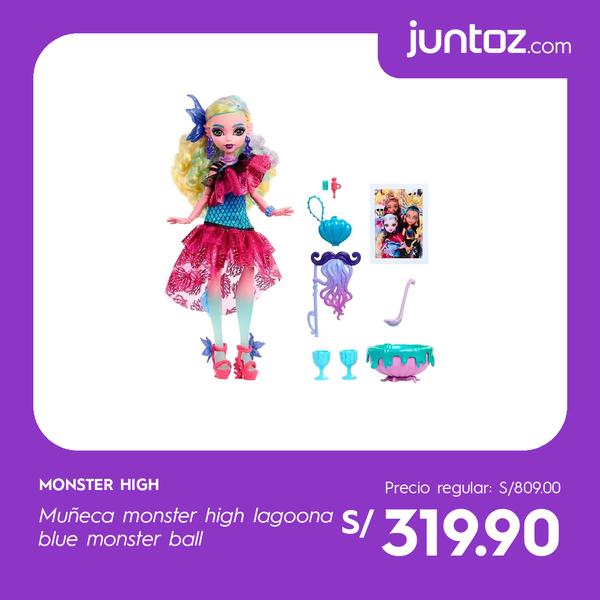 juntoz.com
MONSTER HIGH
Muñeca monster high lagoona
blue monster ball
Precio regular: S/809.00
S/ 319.90